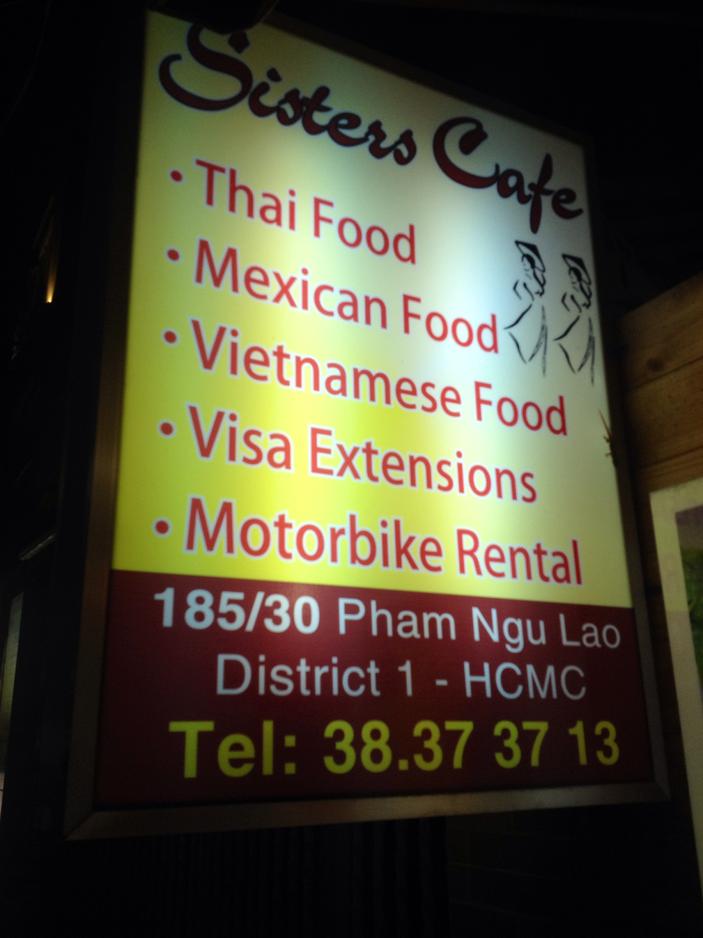 Sisters Cafe
• Thai Food
• Mexican Food
• Vietnamese Food
• Visa Extensions
• Motorbike Rental
185/30 Pham Ngu Lao
District 1 - HCMC
Tel: 38.37 37 13